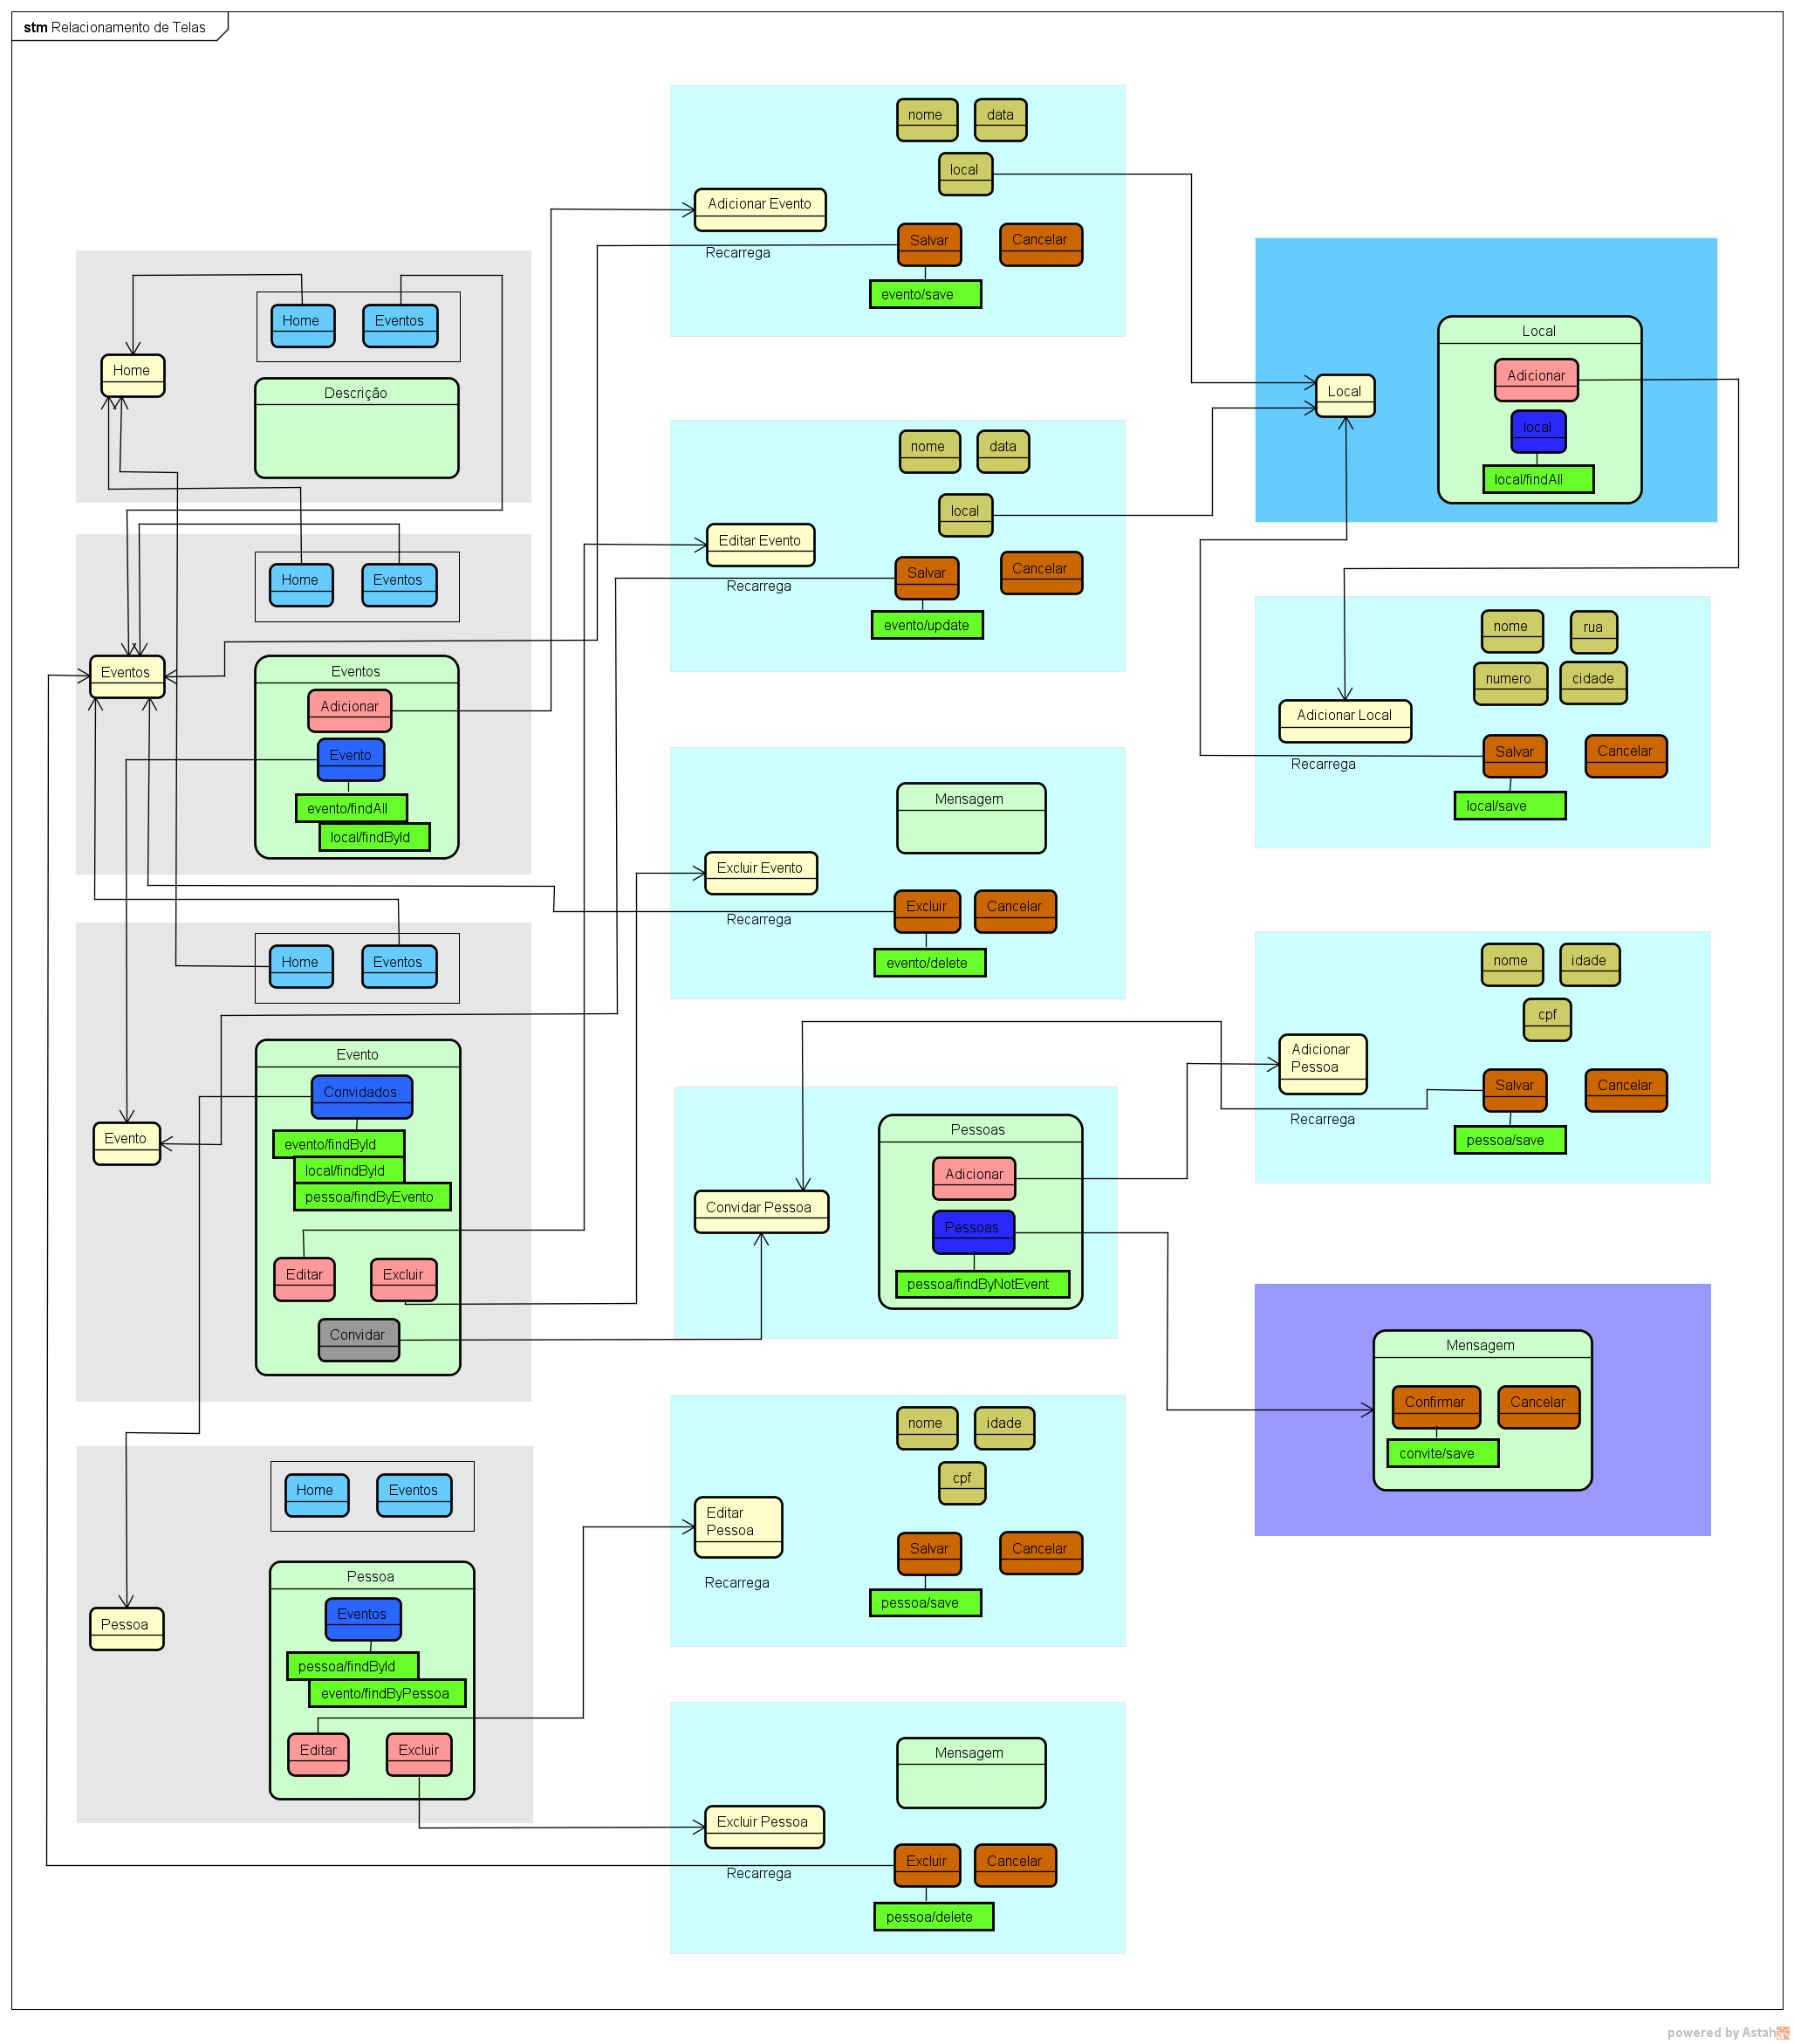 stm Relacionamento de Telas
Home
Home
Eventos
Descrição
Eventos
Home
Eventos
Eventos
Adicionar
Evento
evento/findAll
local/findById
Evento
Home
Eventos
Evento
Convidados
evento/findById
local/findById
pessoa/findByEvento
Editar
Excluir
Convidar
Pessoa
Home
Eventos
Pessoa
Eventos
pessoa/findById
evento/findByPessoa
Editar
Excluir
Adicionar Evento
nome
data
local
Salvar
Cancelar
Recarrega
evento/save
Editar Evento
nome
data
local
Salvar
Cancelar
Recarrega
evento/update
Excluir Evento
Mensagem
Excluir
Cancelar
Recarrega
evento/delete
Convidar Pessoa
Pessoas
Adicionar
Pessoas
pessoa/findByNotEvent
Editar
Pessoa
nome
idade
cpf
Salvar
Cancelar
Recarrega
pessoa/save
Excluir Pessoa
Mensagem
Excluir
Cancelar
Recarrega
pessoa/delete
Local
Local
Adicionar
local
local/findAll
Adicionar Local
nome
rua
numero
cidade
Salvar
Cancelar
Recarrega
local/save
Adicionar
Pessoa
nome
idade
cpf
Salvar
Cancelar
Recarrega
pessoa/save
Mensagem
Confirmar
Cancelar
convite/save
powered by Astah